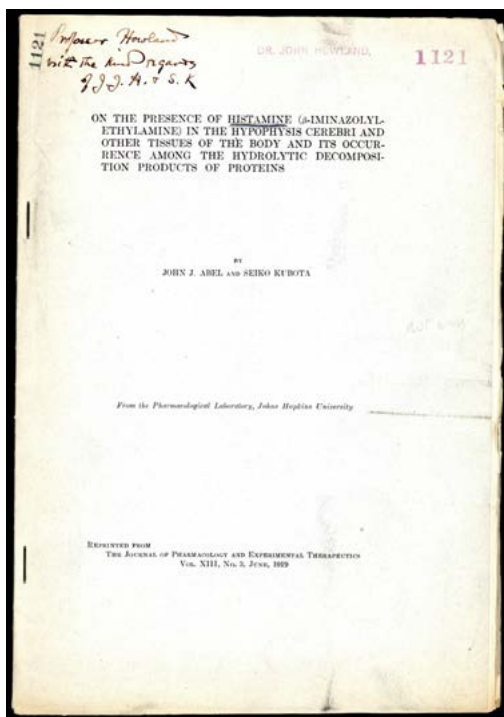 1121
Professor Howland
with the kind regards
of J. J. A. & S. K
DR. JOHN HOWLAND,
1121
ON THE PRESENCE OF HISTAMINE (β-IMINAZOLYL-
ETHYLAMINE) IN THE HYPOPHYSIS CEREBRI AND
OTHER TISSUES OF THE BODY AND ITS OCCUR-
RENCE AMONG THE HYDROLYTIC DECOMPOSI-
TION PRODUCTS OF PROTEINS
BY
JOHN J. ABEL AND SEIKO KUBOTA
From the Pharmacological Laboratory, Johns Hopkins University
REPRINTED FROM
THE JOURNAL OF PHARMACOLOGY AND EXPERIMENTAL THERAPEUTICS
VOL. XIII, NO. 3, JUNE, 1919